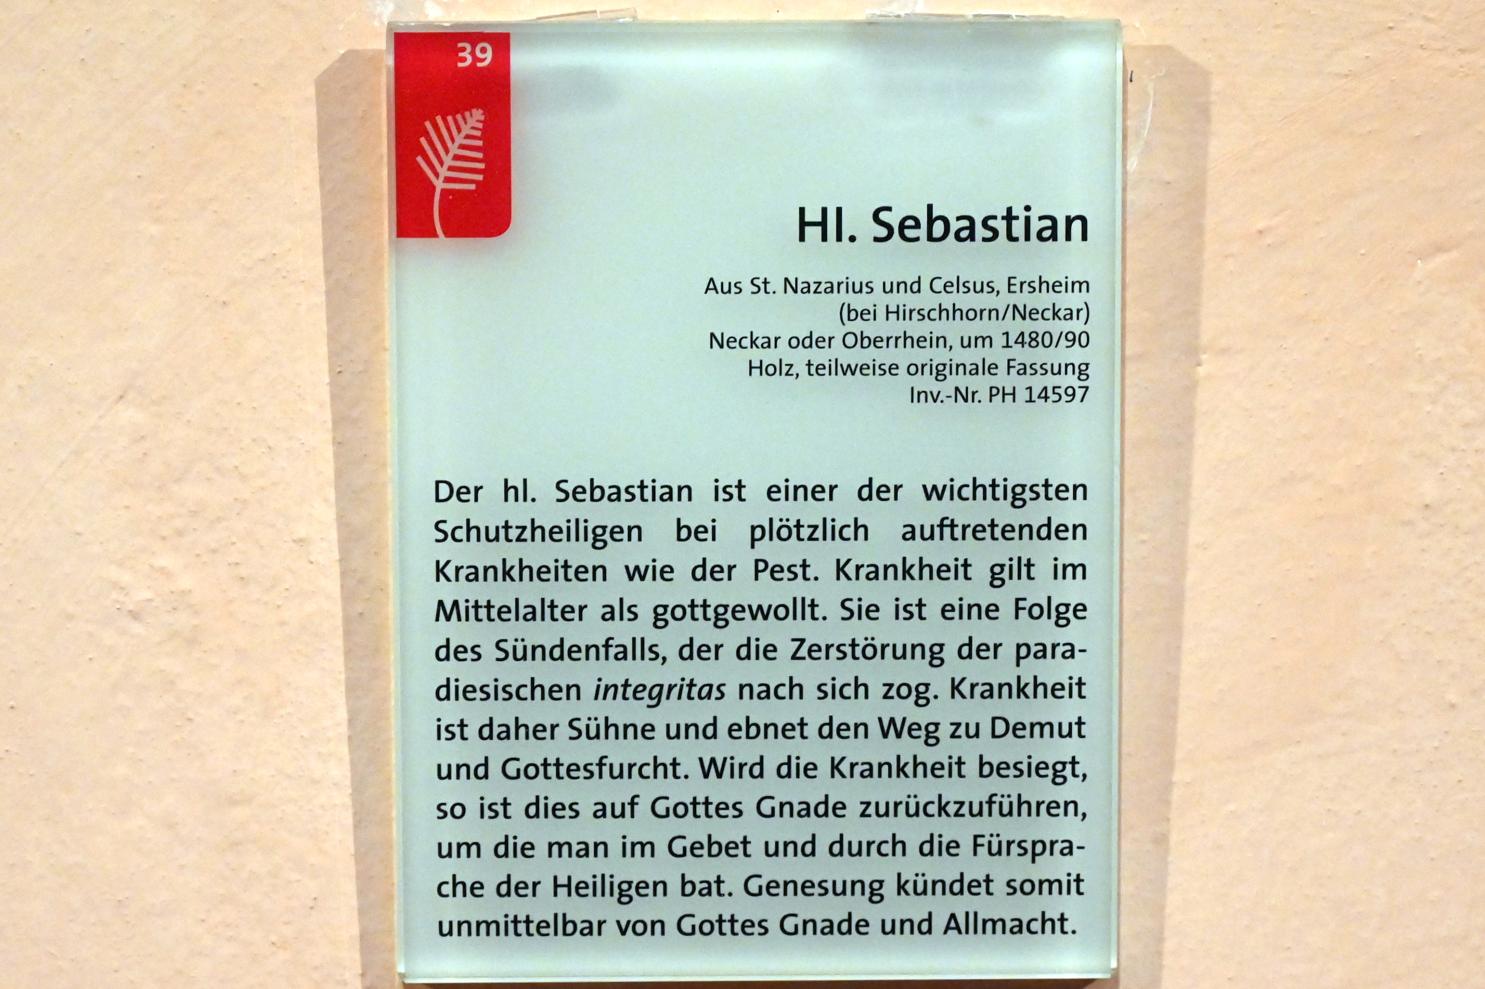 39
Hl. Sebastian
Aus St. Nazarius und Celsus, Ersheim
(bei Hirschhorn/Neckar)
Neckar oder Oberrhein, um 1480/90
Holz, teilweise originale Fassung
Inv.-Nr. PH 14597
Der hl. Sebastian ist einer der wichtigsten
Schutzheiligen bei plötzlich auftretenden
Krankheiten wie der Pest. Krankheit gilt im
Mittelalter als gottgewollt. Sie ist eine Folge
des Sündenfalls, der die Zerstörung der para-
diesischen integritas nach sich zog. Krankheit
ist daher Sühne und ebnet den Weg zu Demut
und Gottesfurcht. Wird die Krankheit besiegt,
so ist dies auf Gottes Gnade zurückzuführen,
um die man im Gebet und durch die Fürspra-
che der Heiligen bat. Genesung kündet somit
unmittelbar von Gottes Gnade und Allmacht.